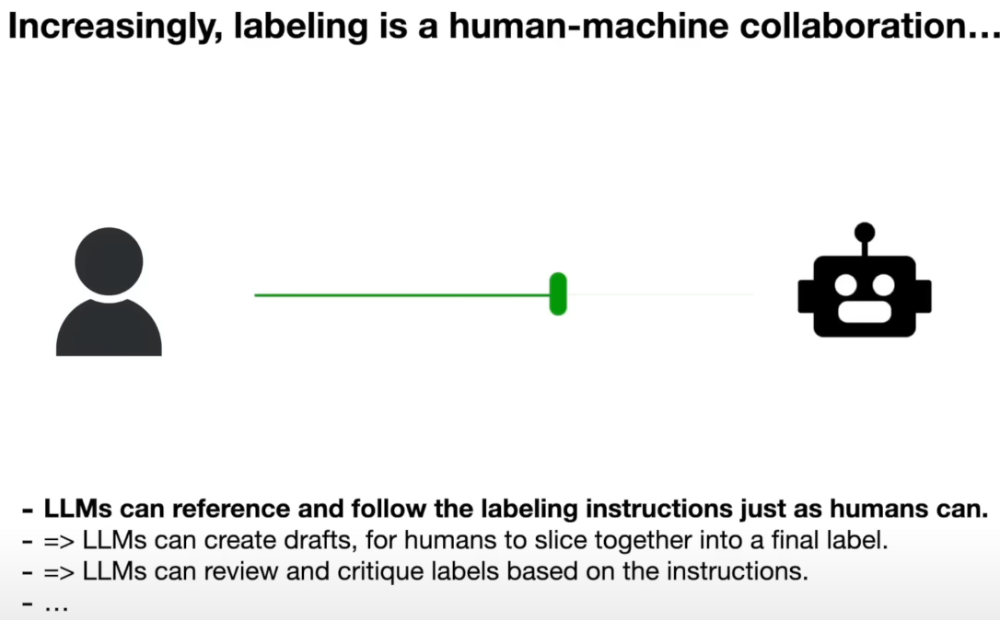 Increasingly, labeling is a human-machine collaboration...
- LLMs can reference and follow the labeling instructions just as humans can.
- => LLMs can create drafts, for humans to slice together into a final label.
- => LLMs can review and critique labels based on the instructions.
- ...